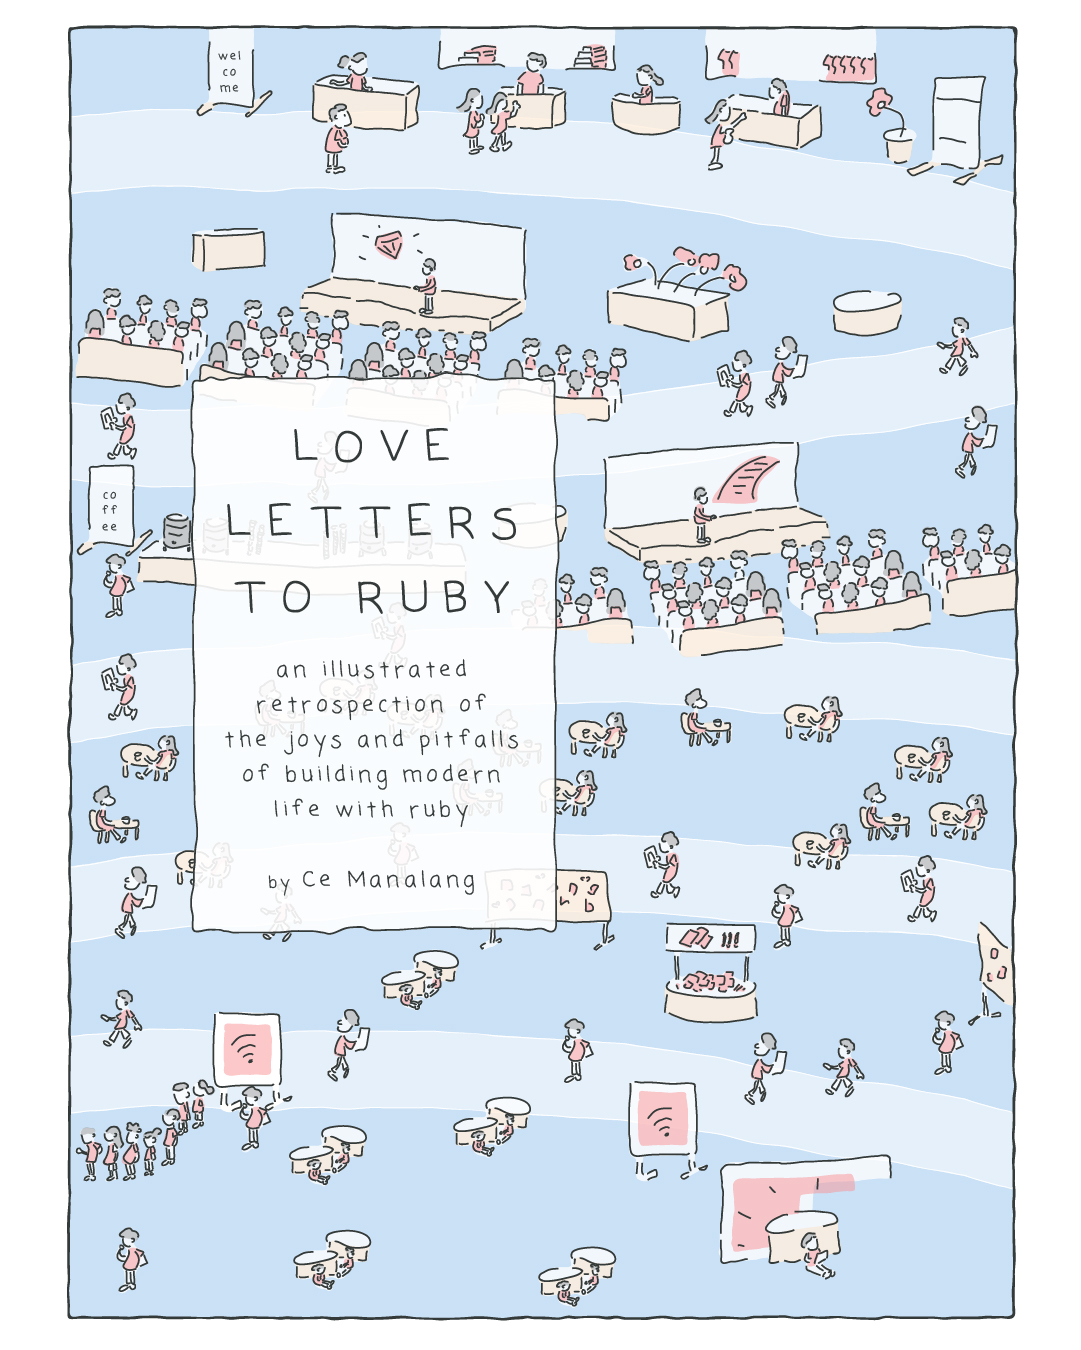 wel
co
me
LOVE
LETTERS
TO RUBY
co
ff
ee
an illustrated
retrospection of
the joys and pitfalls
of building modern
life with ruby
by Ce Manalang